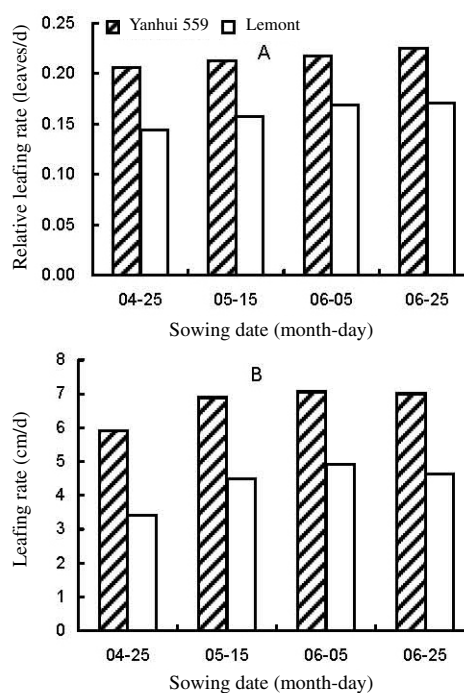 0.25
Yanhui 559
Lemont
A
0.20
0.15
0.10
0.05
0.00
Relative leafing rate (leaves/d)
04-25
05-15
06-05
06-25
Sowing date (month-day)
8
B
7
6
5
4
3
2
1
0
Leafing rate (cm/d)
04-25
05-15
06-05
06-25
Sowing date (month-day)